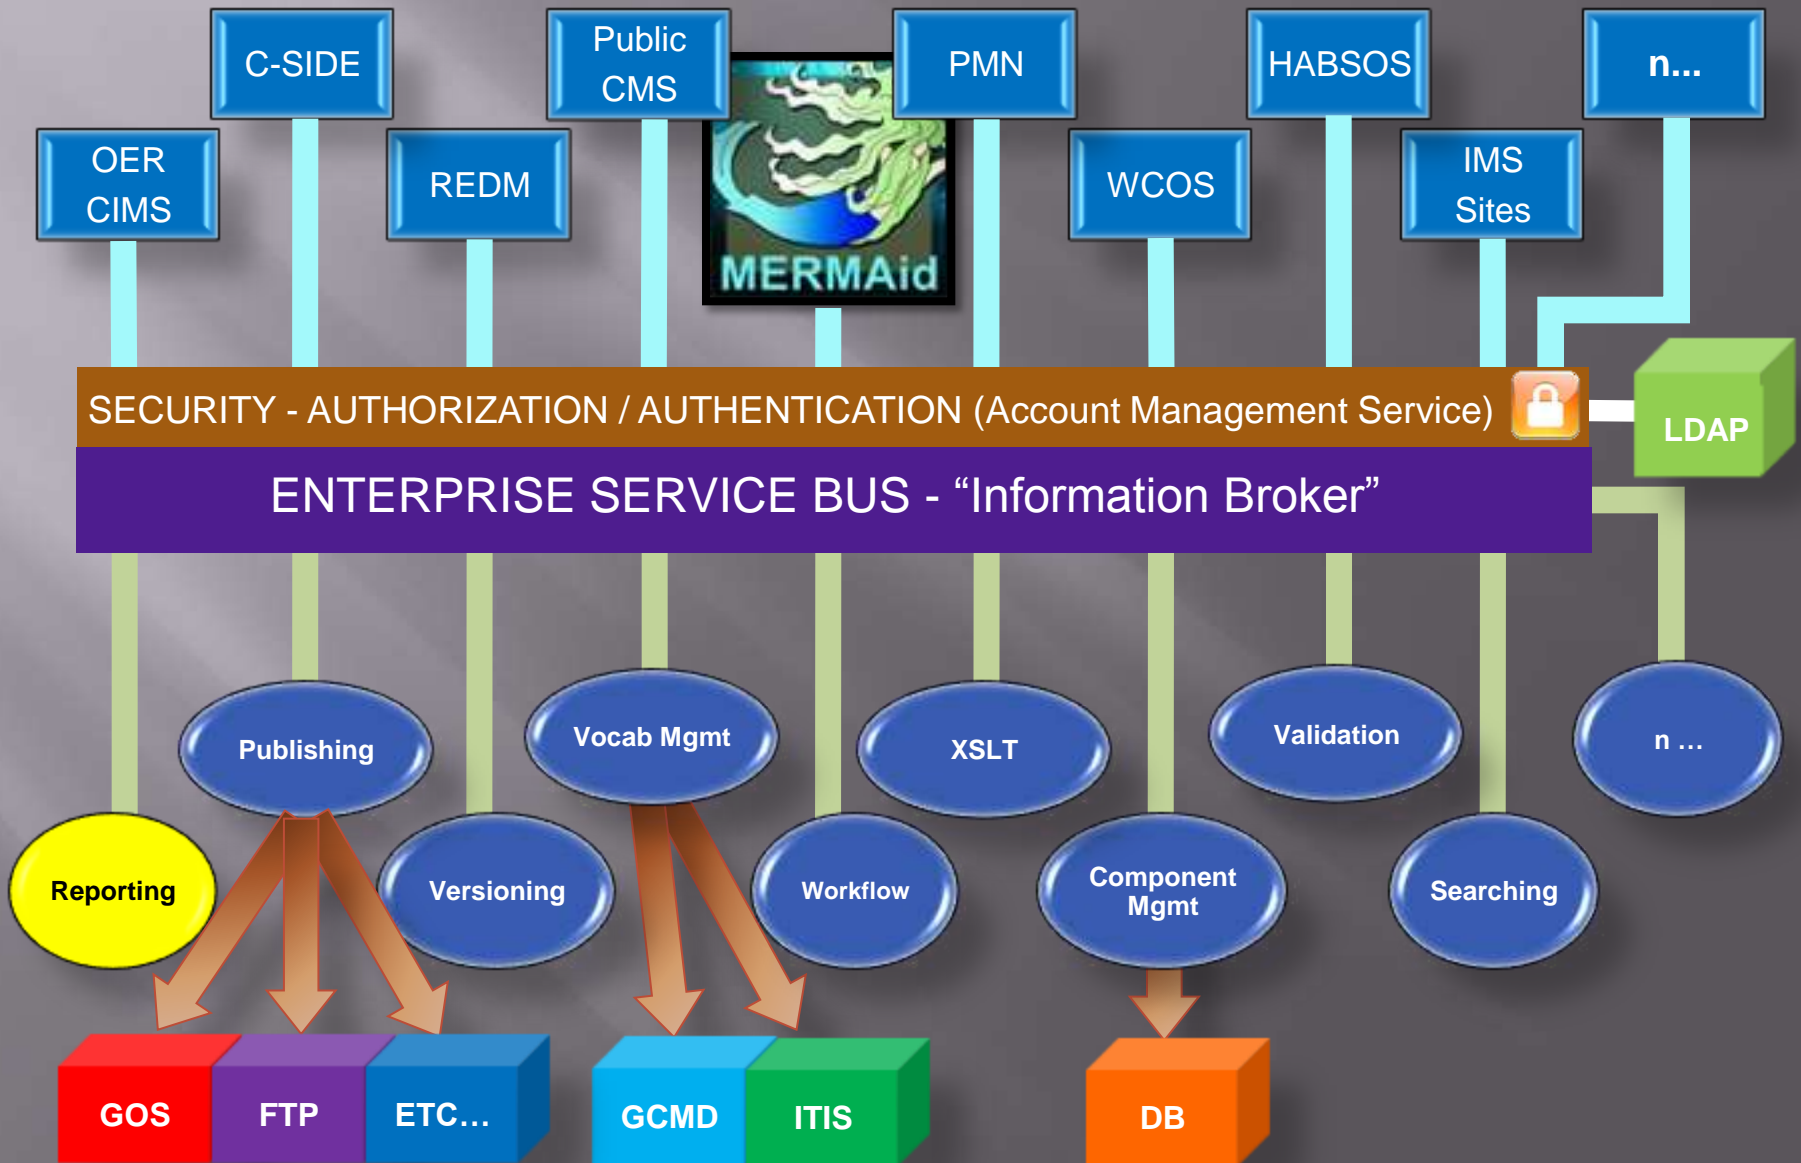 C-SIDE
Public
CMS
PMN
HABSOS
n...
OER
CIMS
REDM
MERMAid
WCOS
IMS
Sites
SECURITY - AUTHORIZATION / AUTHENTICATION (Account Management Service)
LDAP
ENTERPRISE SERVICE BUS - “Information Broker”
Publishing
Vocab Mgmt
XSLT
Validation
n …
Reporting
Versioning
Workflow
Component
Mgmt
Searching
GOS
FTP
ETC…
GCMD
ITIS
DB